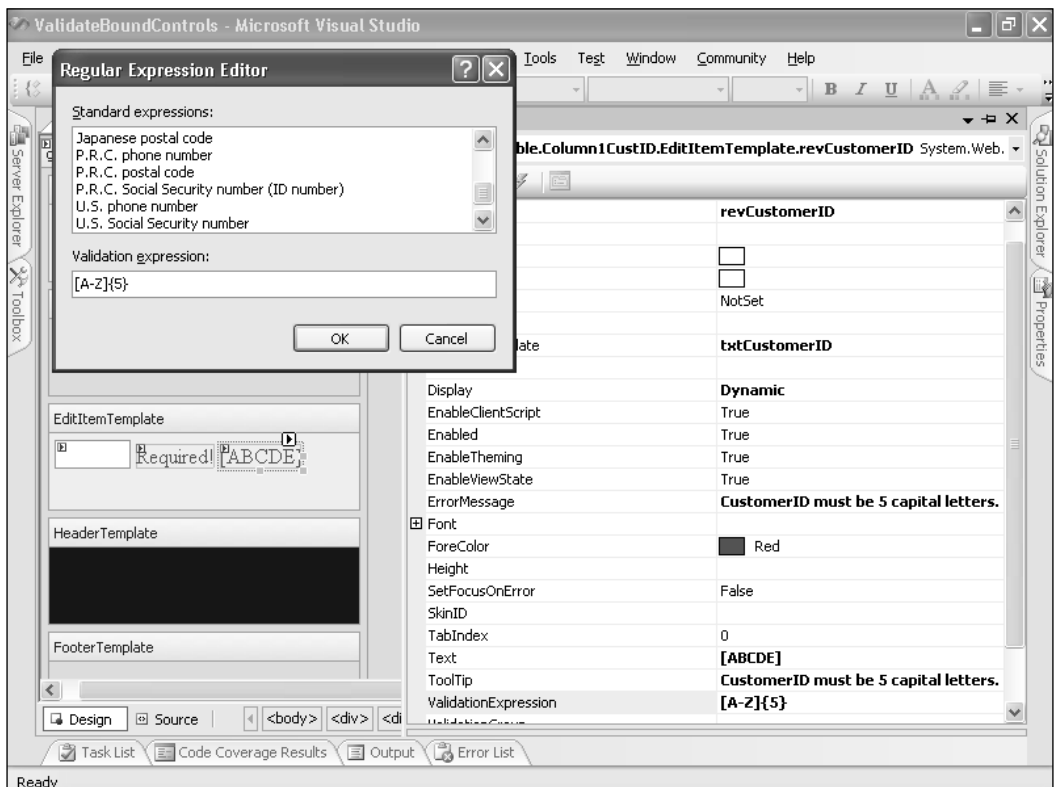 ValidateBoundControls - Microsoft Visual Studio
File
Tools Test Window Community Help
B I U A
Regular Expression Editor
Standard expressions:
Japanese postal code
P.R.C. phone number
P.R.C. postal code
P.R.C. Social Security number (ID number)
U.S. phone number
U.S. Social Security number
Validation expression:
[A-Z]{5}
OK Cancel
Server Explorer
Toolbox
ble.Column1CustID.EditItemTemplate.revCustomerID System.Web.
revCustomerID
NotSet
late txtCustomerID
Display Dynamic
EnableClientScript True
Enabled True
EnableTheming True
EnableViewState True
ErrorMessage CustomerID must be 5 capital letters.
Font
ForeColor Red
Height
SetFocusOnError False
SkinID
TabIndex 0
Text [ABCDE]
ToolTip CustomerID must be 5 capital letters.
ValidationExpression [A-Z]{5}
Solution Explorer
Properties
EditItemTemplate
Required! [ABCDE]
HeaderTemplate
FooterTemplate
Design Source <body> <div> <di
Task List Code Coverage Results Output Error List
Ready